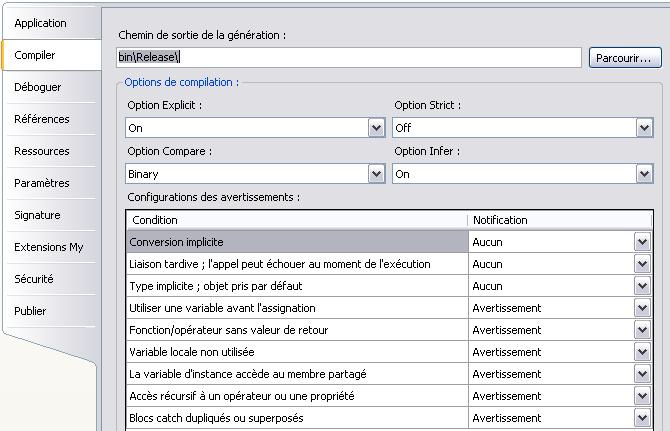 Application
Compiler
Déboguer
Références
Ressources
Paramètres
Signature
Extensions My
Sécurité
Publier
Chemin de sortie de la génération :
bin\Release\
Parcourir...
Options de compilation :
Option Explicit : Option Strict :
On Off
Option Compare : Option Infer :
Binary On
Configurations des avertissements :
Condition Notification
Conversion implicite Aucun
Liaison tardive ; l'appel peut échouer au moment de l'exécution Aucun
Type implicite ; objet pris par défaut Aucun
Utiliser une variable avant l'assignation Avertissement
Fonction/opérateur sans valeur de retour Avertissement
Variable locale non utilisée Avertissement
La variable d'instance accède au membre partagé Avertissement
Accès récursif à un opérateur ou une propriété Avertissement
Blocs catch dupliqués ou superposés Avertissement